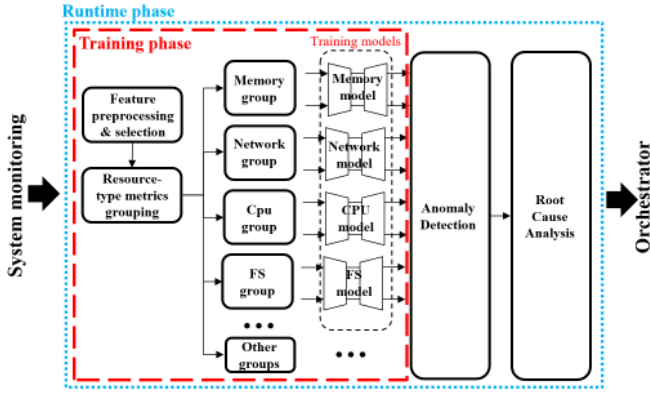 Runtime phase
Training phase
Training models
System monitoring
Feature
preprocessing
& selection
Resource-
type metrics
grouping
Memory
group
Network
group
Cpu
group
FS
group
Other
groups
Memory
model
Network
model
CPU
model
FS
model
Anomaly
Detection
Root
Cause
Analysis
Orchestrator